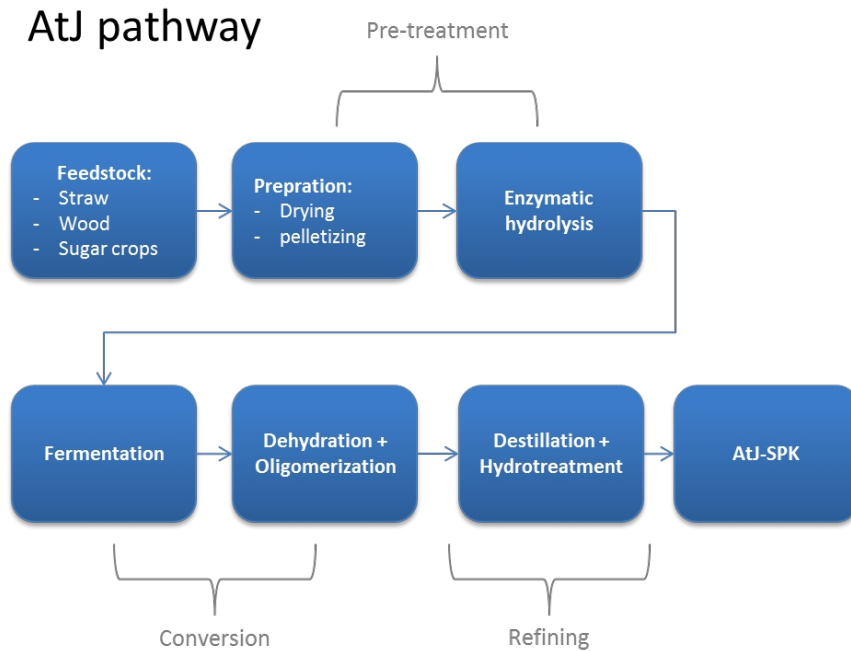 AtJ pathway
Pre-treatment
Feedstock:
- Straw
- Wood
- Sugar crops
Prepration:
- Drying
- pelletizing
Enzymatic
hydrolysis
Fermentation
Dehydration +
Oligomerization
Destillation +
Hydrotreatment
AtJ-SPK
Conversion
Refining